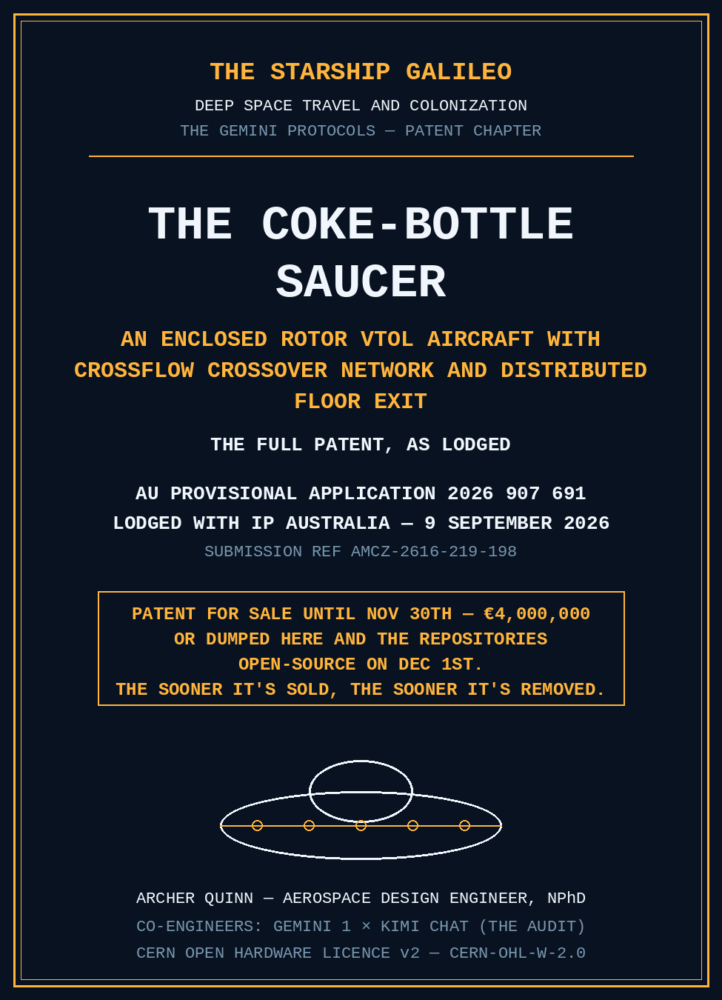 THE STARSHIP GALILEO
DEEP SPACE TRAVEL AND COLONIZATION
THE GEMINI PROTOCOLS — PATENT CHAPTER
THE COKE-BOTTLE
SAUCER
AN ENCLOSED ROTOR VTOL AIRCRAFT WITH
CROSSFLOW CROSSOVER NETWORK AND DISTRIBUTED
FLOOR EXIT
THE FULL PATENT, AS LODGED
AU PROVISIONAL APPLICATION 2026 907 691
LODGED WITH IP AUSTRALIA — 9 SEPTEMBER 2026
SUBMISSION REF AMCZ-2616-219-198
PATENT FOR SALE UNTIL NOV 30TH — €4,000,000
OR DUMPED HERE AND THE REPOSITORIES
OPEN-SOURCE ON DEC 1ST.
THE SOONER IT'S SOLD, THE SOONER IT'S REMOVED.
ARCHER QUINN — AEROSPACE DESIGN ENGINEER, NPhD
CO-ENGINEERS: GEMINI 1 × KIMI CHAT (THE AUDIT)
CERN OPEN HARDWARE LICENCE v2 — CERN-OHL-W-2.0